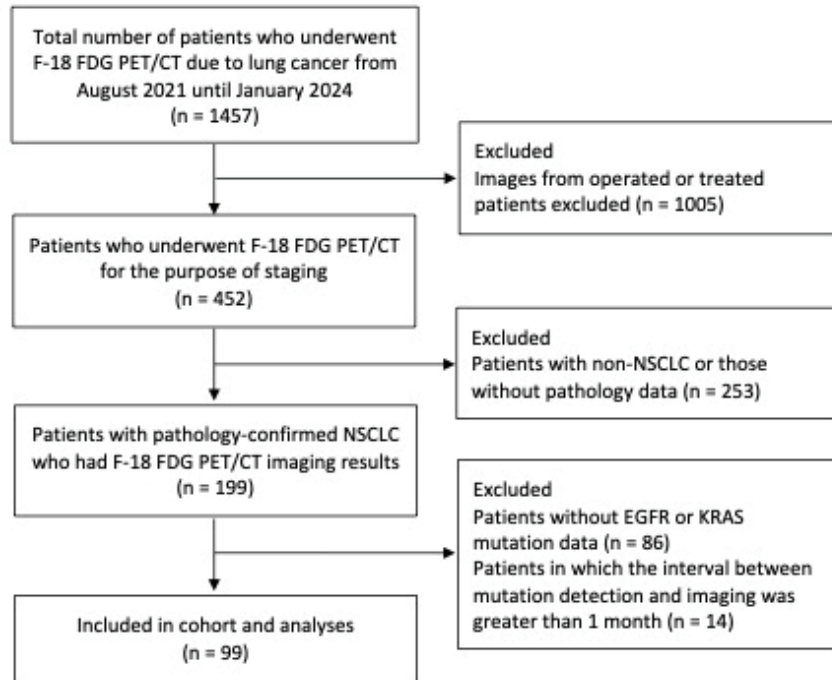 Total number of patients who underwent
F-18 FDG PET/CT due to lung cancer from
August 2021 until January 2024
(n = 1457)
Excluded
Images from operated or treated
patients excluded (n = 1005)
Patients who underwent F-18 FDG PET/CT
for the purpose of staging
(n = 452)
Excluded
Patients with non-NSCLC or those
without pathology data (n = 253)
Patients with pathology-confirmed NSCLC
who had F-18 FDG PET/CT imaging results
(n = 199)
Excluded
Patients without EGFR or KRAS
mutation data (n = 86)
Patients in which the interval between
mutation detection and imaging was
greater than 1 month (n = 14)
Included in cohort and analyses
(n = 99)